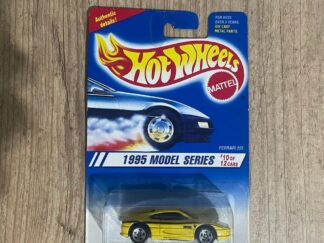 Authentic
details!
FOR AGES
OVER 3 YEARS.
DIE CAST
METAL PARTS.
Hot Wheels
MATTEL
FERRARI 355
1995 MODEL SERIES
#10 OF
12 CARS